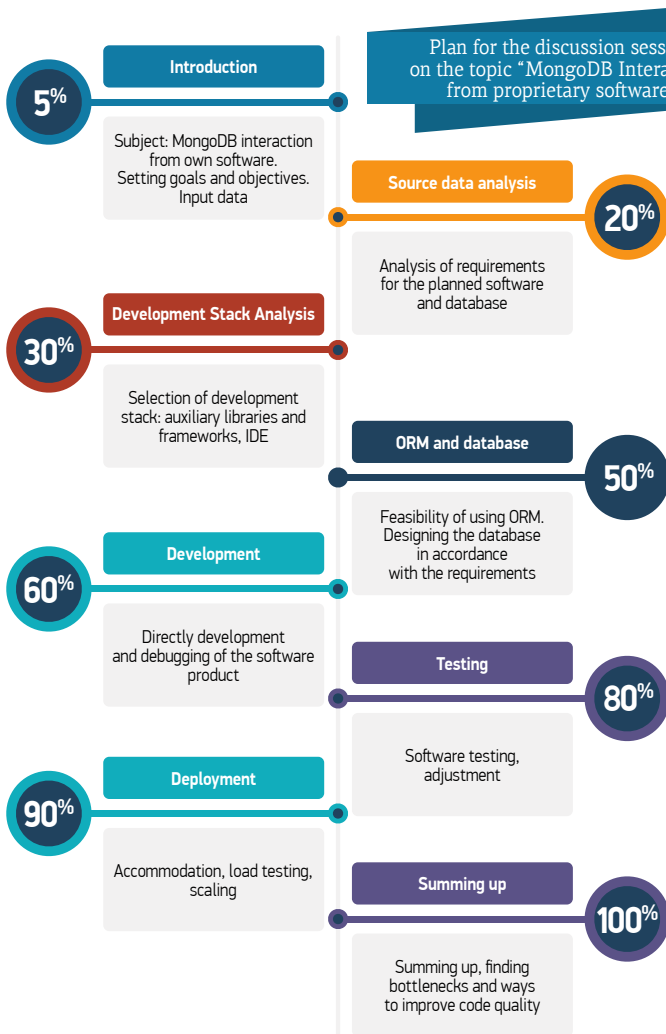 Plan for the discussion
on the topic “MongoDB
from proprietary software
Introduction
5%
Subject: MongoDB interaction
from own software.
Setting goals and objectives.
Input data
Source data analysis
20%
Analysis of requirements
for the planned software
and database
Development Stack Analysis
30%
Selection of development
stack: auxiliary libraries and
frameworks, IDE
ORM and database
50%
Feasibility of using ORM.
Designing the database
in accordance
with the requirements
Development
60%
Directly development
and debugging of the software
product
Testing
80%
Software testing,
adjustment
Deployment
90%
Accommodation, load testing,
scaling
Summing up
100%
Summing up, finding
bottlenecks and ways
to improve code quality